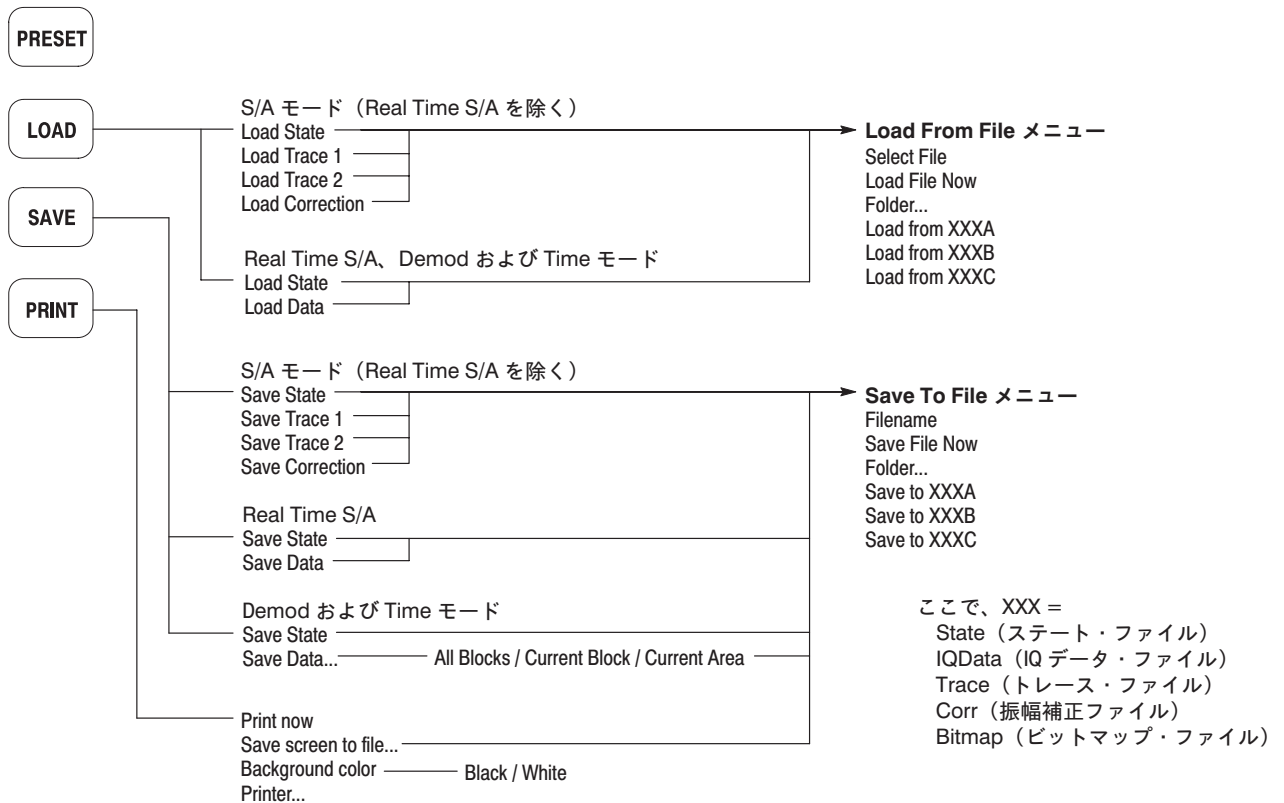 PRESET
LOAD
SAVE
PRINT
S/A モード（Real Time S/A を除く）
Load State
Load Trace 1
Load Trace 2
Load Correction
Real Time S/A、Demod および Time モード
Load State
Load Data
Load From File メニュー
Select File
Load File Now
Folder...
Load from XXXA
Load from XXXB
Load from XXXC
S/A モード（Real Time S/A を除く）
Save State
Save Trace 1
Save Trace 2
Save Correction
Real Time S/A
Save State
Save Data
Demod および Time モード
Save State
Save Data... All Blocks / Current Block / Current Area
Print now
Save screen to file...
Background color Black / White
Printer...
Save To File メニュー
Filename
Save File Now
Folder...
Save to XXXA
Save to XXXB
Save to XXXC
ここで、XXX =
State（ステート・ファイル）
IQData（IQ データ・ファイル）
Trace（トレース・ファイル）
Corr（振幅補正ファイル）
Bitmap（ビットマップ・ファイル）